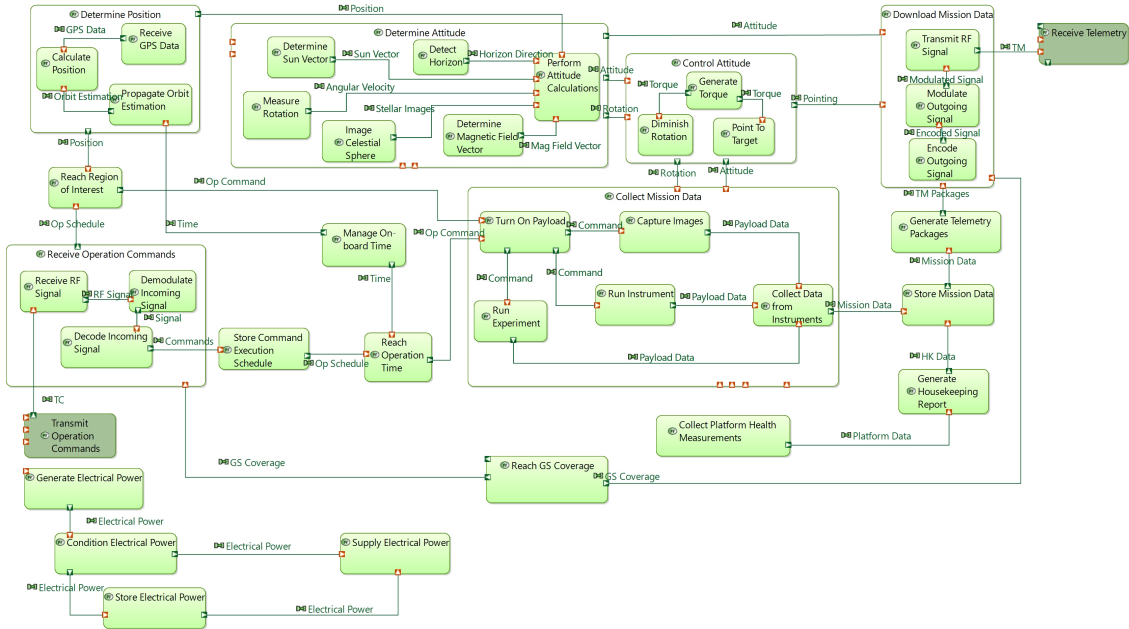 Determine Position
GPS Data
Receive
GPS Data
Calculate
Position
Orbit Estimation
Propagate Orbit
Estimation
Position
Determine Attitude
Determine
Sun Vector
Sun Vector
Detect
Horizon
Horizon Direction
Perform
Attitude
Calculations
Angular Velocity
Measure
Rotation
Stellar Images
Image
Celestial
Sphere
Determine
Magnetic Field
Vector
Mag Field Vector
Attitude
Attitude
Rotation
Control Attitude
Torque
Generate
Torque
Torque
Diminish
Rotation
Point To
Target
Pointing
Download Mission Data
Transmit RF
Signal
Modulated Signal
Modulate
Outgoing
Signal
Encoded Signal
Encode
Outgoing
Signal
TM
Receive Telemetry
Position
Reach Region
of Interest
Op Command
Op Schedule
Time
Rotation
Attitude
TM Packages
Generate Telemetry
Packages
Mission Data
Receive Operation Commands
Receive RF
Signal
RF Signal
Demodulate
Incoming
Signal
Signal
Decode Incoming
Signal
Commands
Store Command
Execution
Schedule
Op Schedule
Manage On-
board Time
Time
Reach
Operation
Time
Op Command
Collect Mission Data
Turn On Payload
Command
Capture Images
Payload Data
Command
Command
Run
Experiment
Run Instrument
Payload Data
Collect Data
from
Instruments
Payload Data
Mission Data
Store Mission Data
HK Data
Generate
Housekeeping
Report
TC
Transmit
Operation
Commands
Collect Platform Health
Measurements
Platform Data
GS Coverage
Reach GS Coverage
GS Coverage
Generate Electrical Power
Electrical Power
Condition Electrical Power
Electrical Power
Supply Electrical Power
Electrical Power
Store Electrical Power
Electrical Power